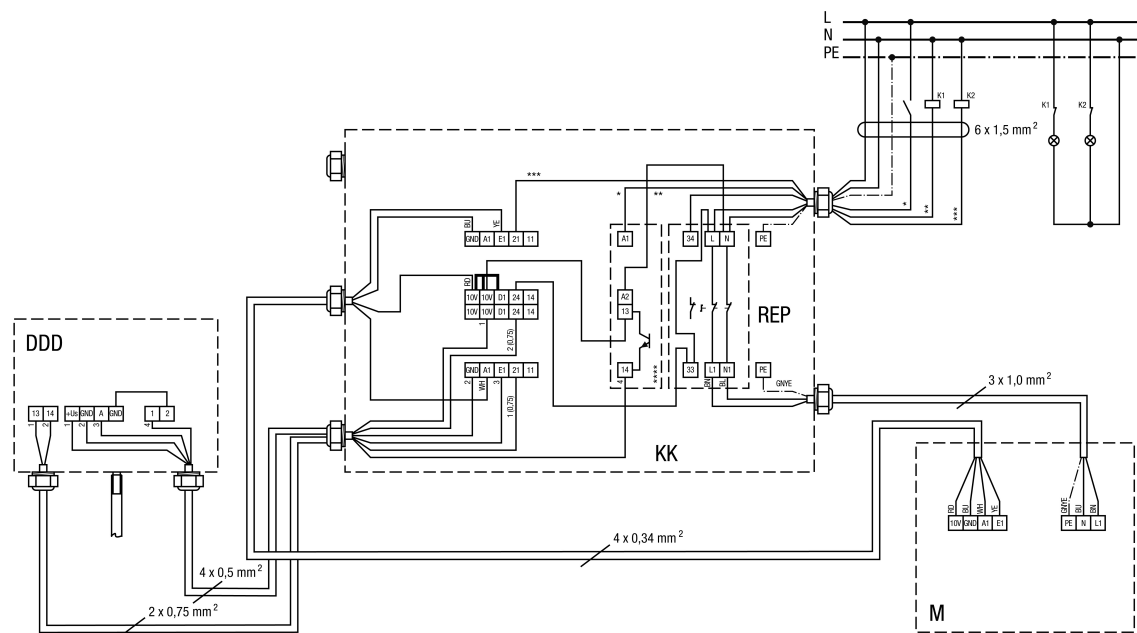 L
N
PE
K1
K2
K1
K2
6 x 1,5 mm²
***
*
**
*
**
***
BU
YE
GND A1 E1 21 11
A1
34
L
N
PE
RD
10V 10V D1 24 14
10V 10V D1 24 14
A2
13
1
2 (0,75)
REP
DDD
GND A1 E1 21 11
2
WH
3
1 (0,75)
14
4
****
33
L1 N1
BN
BL
PE
GNYE
3 x 1,0 mm²
13 14
+Us GND A GND
1 2
1
2
1
2
3
4
KK
RD
BU
WH
YE
10V GND A1 E1
GNYE
BU
BN
PE N L1
4 x 0,34 mm²
4 x 0,5 mm²
2 x 0,75 mm²
M